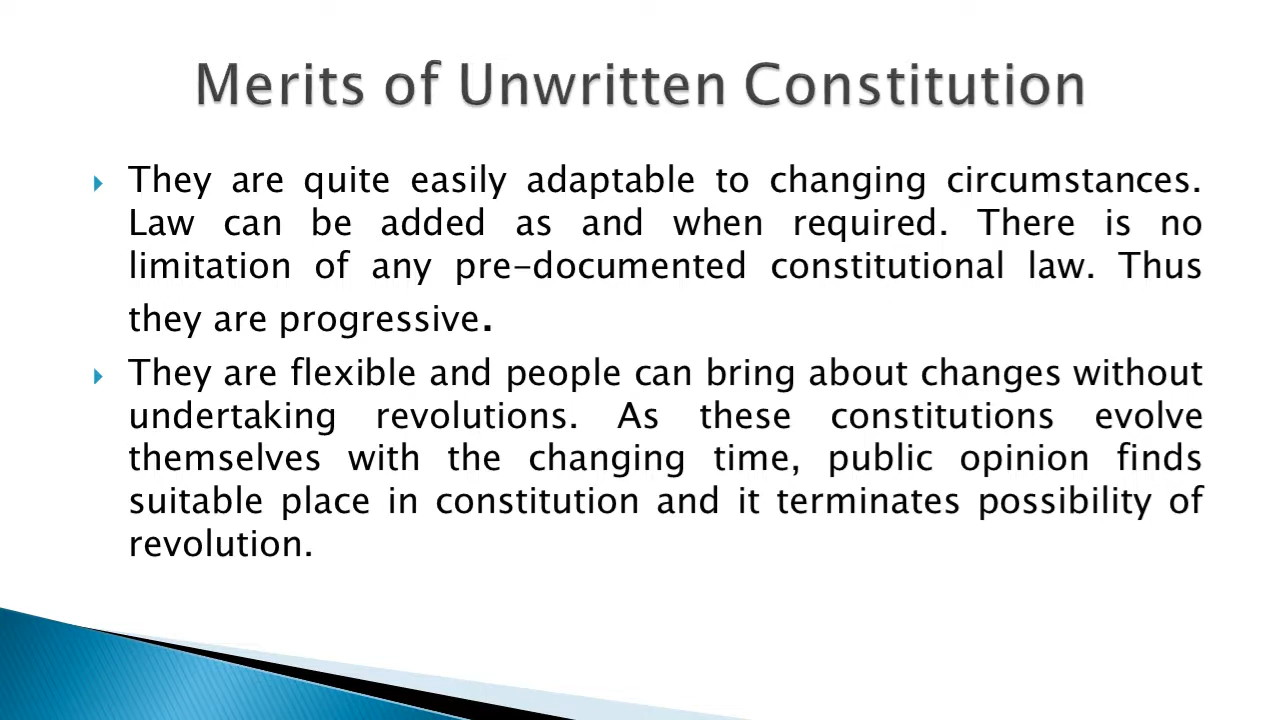 Merits of Unwritten Constitution
They are quite easily adaptable to changing circumstances.
Law can be added as and when required. There is no
limitation of any pre-documented constitutional law. Thus
they are progressive.
They are flexible and people can bring about changes without
undertaking revolutions. As these constitutions evolve
themselves with the changing time, public opinion finds
suitable place in constitution and it terminates possibility of
revolution.